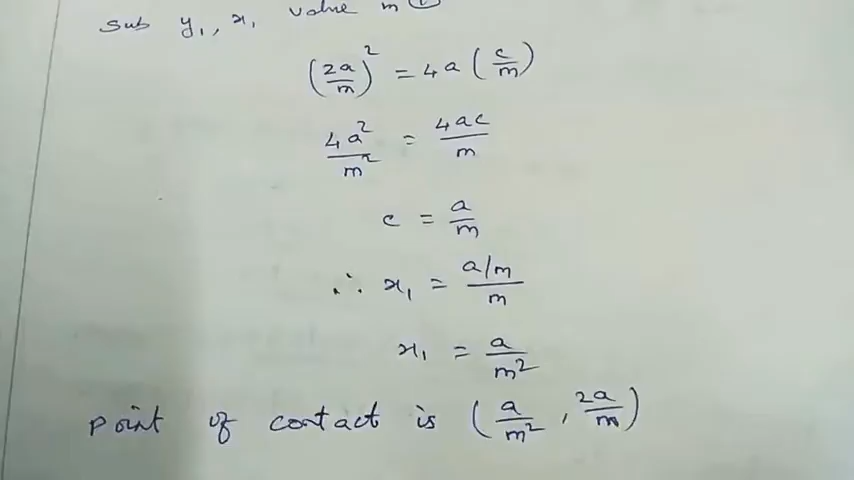 Sub y₁, x₁ value in ①
(2a/m)² = 4a (c/m)
4a²/m² = 4ac/m
c = a/m
∴ x₁ = a/m / m
x₁ = a/m²
point of contact is (a/m², 2a/m)